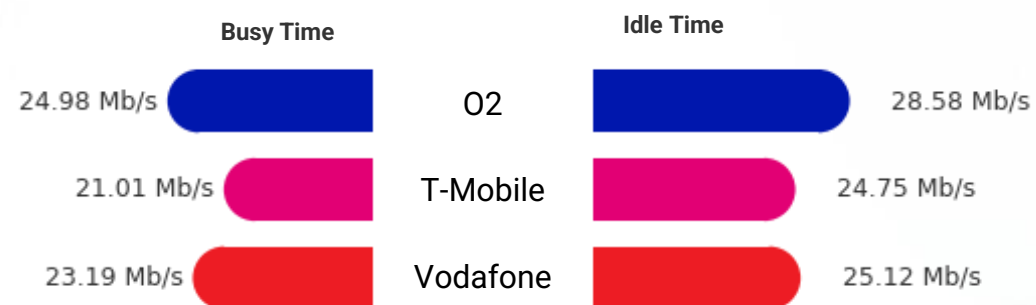 Busy Time
Idle Time
24.98 Mb/s O2 28.58 Mb/s
21.01 Mb/s T-Mobile 24.75 Mb/s
23.19 Mb/s Vodafone 25.12 Mb/s